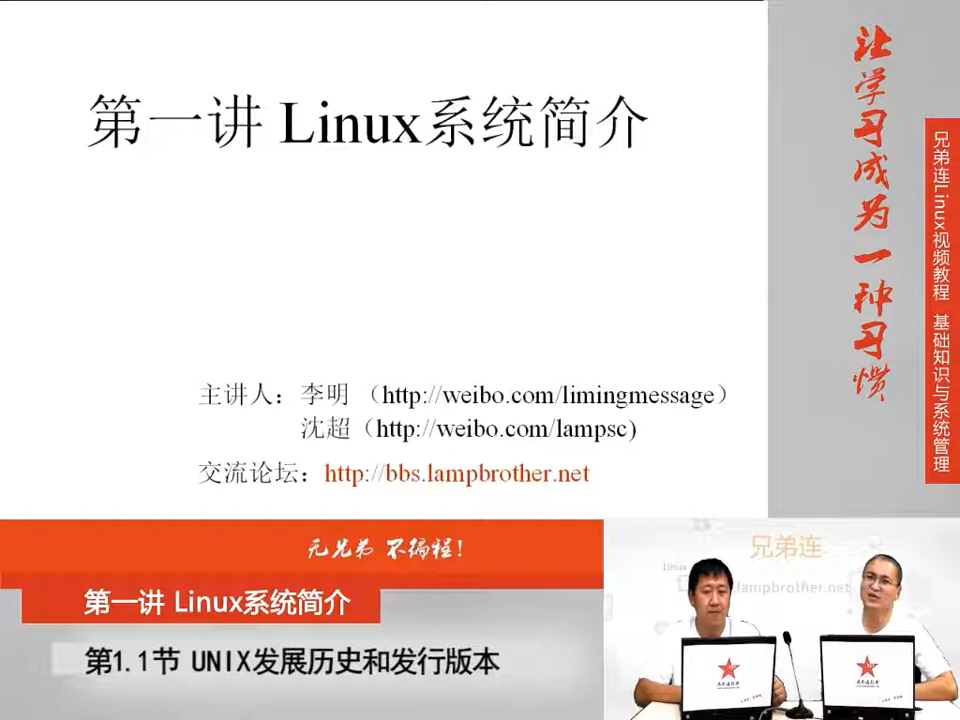 第一讲 Linux系统简介
主讲人：李明 （http://weibo.com/limingmessage）
沈超（http://weibo.com/lampsc)
交流论坛：http://bbs.lampbrother.net
让学习成为一种习惯
兄弟连Linux视频教程 基础知识与系统管理
无兄弟 不编程！
第一讲 Linux系统简介
第1.1节 UNIX发展历史和发行版本
兄弟连
Linux
.lampbrother.net